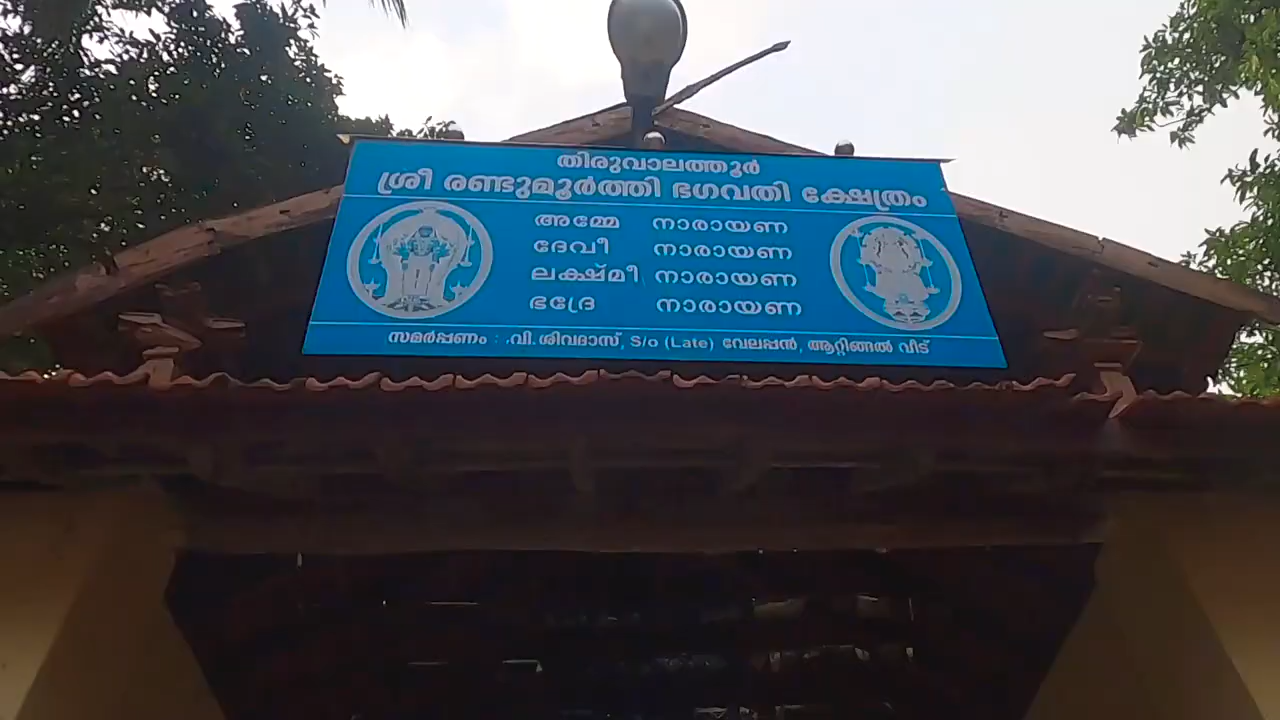 തിരുവാലത്തൂർ
ശ്രീ രണ്ടുമൂർത്തി ഭഗവതി ക്ഷേത്രം
അമ്മേ നാരായണ
ദേവീ നാരായണ
ലക്ഷ്മീ നാരായണ
ഭദ്രേ നാരായണ
സമർപ്പണം : വി. ശിവദാസ്, S/o (Late) വേലപ്പൻ, ആറ്റിങ്ങൽ വീട്